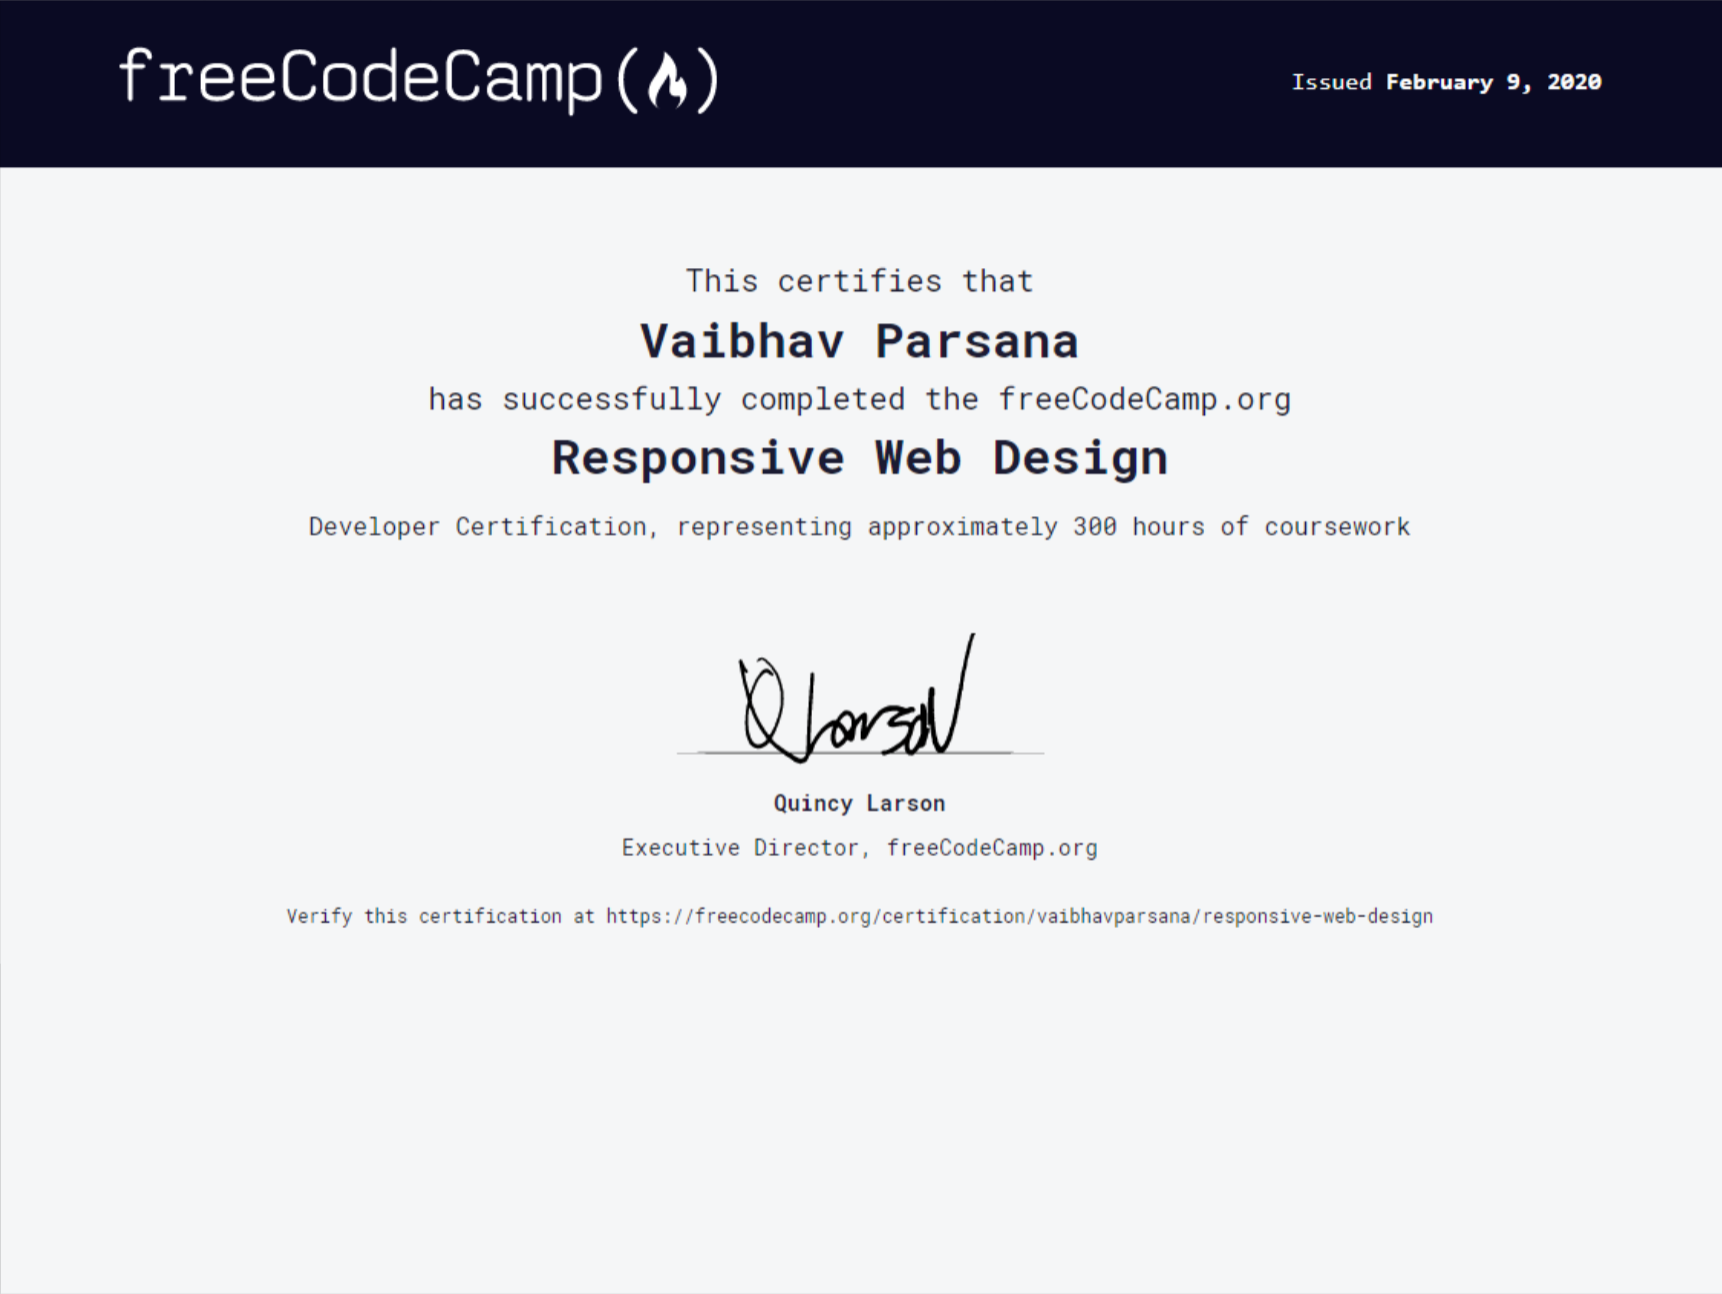 freeCodeCamp(🔥)
Issued February 9, 2020
This certifies that
Vaibhav Parsana
has successfully completed the freeCodeCamp.org
Responsive Web Design
Developer Certification, representing approximately 300 hours of coursework
Q Larson
Quincy Larson
Executive Director, freeCodeCamp.org
Verify this certification at https://freecodecamp.org/certification/vaibhavparsana/responsive-web-design